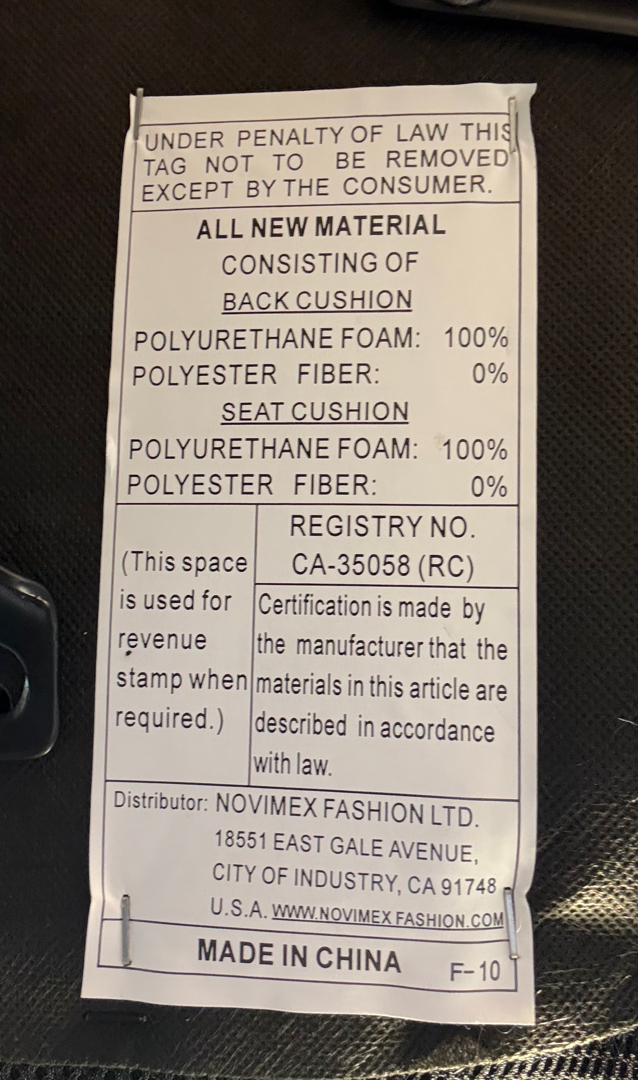 UNDER PENALTY OF LAW THIS
TAG NOT TO BE REMOVED
EXCEPT BY THE CONSUMER.
ALL NEW MATERIAL
CONSISTING OF
BACK CUSHION
POLYURETHANE FOAM: 100%
POLYESTER FIBER: 0%
SEAT CUSHION
POLYURETHANE FOAM: 100%
POLYESTER FIBER: 0%
(This space
is used for
revenue
stamp when
required.)
REGISTRY NO.
CA-35058 (RC)
Certification is made by
the manufacturer that the
materials in this article are
described in accordance
with law.
Distributor: NOVIMEX FASHION LTD.
18551 EAST GALE AVENUE,
CITY OF INDUSTRY, CA 91748
U.S.A. WWW.NOVIMEX FASHION.COM
MADE IN CHINA F-10